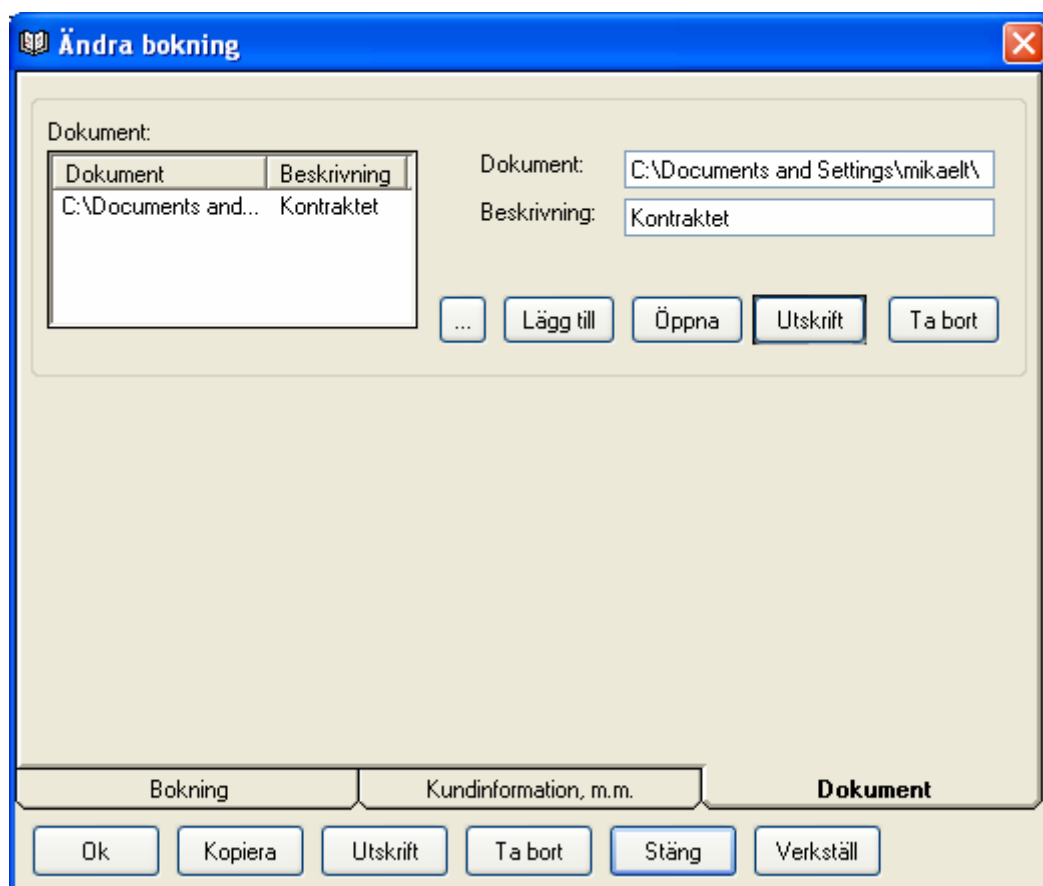 Ändra bokning
Dokument:
Dokument Beskrivning
C:\Documents and... Kontraktet
Dokument: C:\Documents and Settings\mikaelt\
Beskrivning: Kontraktet
... Lägg till Öppna Utskrift Ta bort
Bokning Kundinformation, m.m. Dokument
Ok Kopiera Utskrift Ta bort Stäng Verkställ